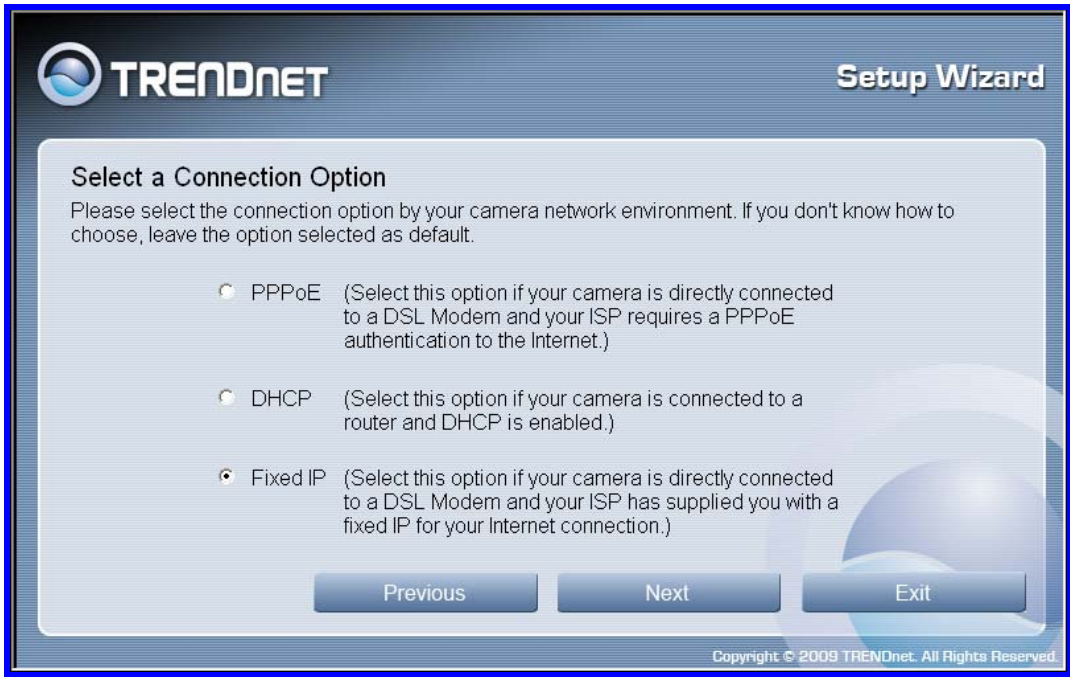 TRENDNET
Setup Wizard
Select a Connection Option
Please select the connection option by your camera network environment. If you don't know how to
choose, leave the option selected as default.
PPPoE (Select this option if your camera is directly connected
to a DSL Modem and your ISP requires a PPPoE
authentication to the Internet.)
DHCP (Select this option if your camera is connected to a
router and DHCP is enabled.)
Fixed IP (Select this option if your camera is directly connected
to a DSL Modem and your ISP has supplied you with a
fixed IP for your Internet connection.)
Previous Next Exit
Copyright © 2009 TRENDnet. All Rights Reserved.